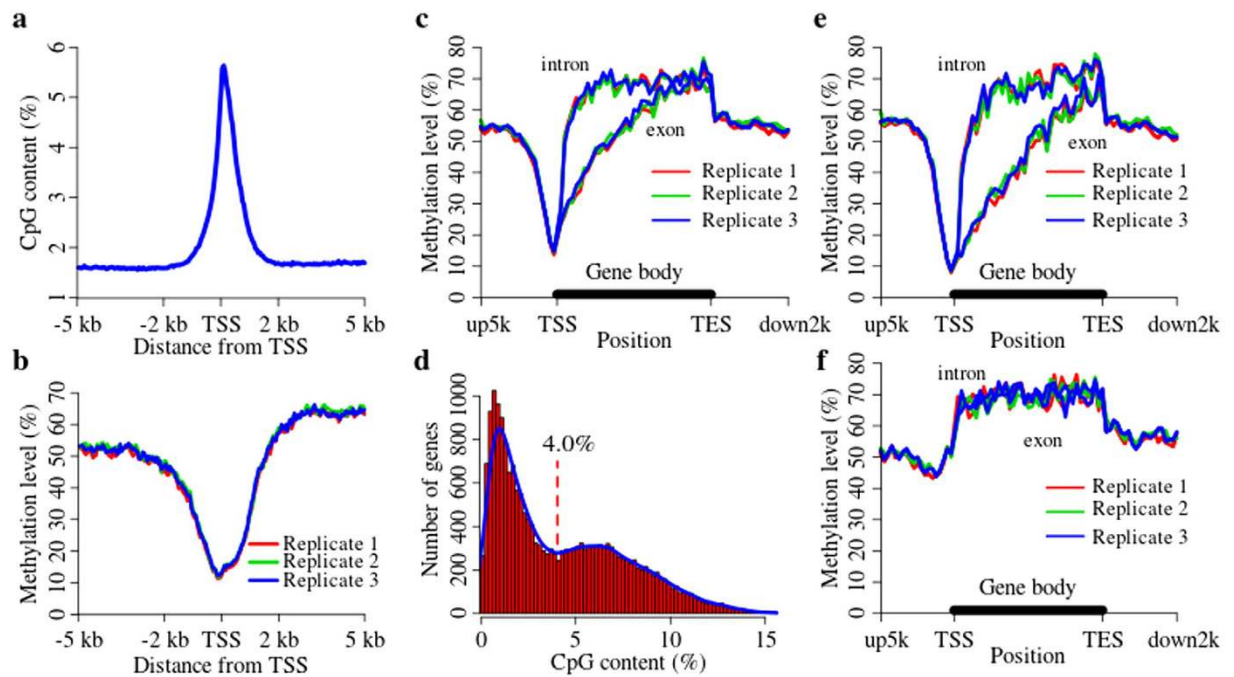 a
CpG content (%)
6
5
4
3
2
1
-5 kb -2 kb TSS 2 kb 5 kb
Distance from TSS
b
Methylation level (%)
70
60
50
40
30
20
10
0
Replicate 1
Replicate 2
Replicate 3
-5 kb -2 kb TSS 2 kb 5 kb
Distance from TSS
c
Methylation level (%)
80
70
60
50
40
30
20
10
0
intron
exon
Replicate 1
Replicate 2
Replicate 3
Gene body
up5k TSS TES down2k
Position
d
Number of genes
1000
800
600
400
200
0
4.0%
0 5 10 15
CpG content (%)
e
Methylation level (%)
80
70
60
50
40
30
20
10
0
intron
exon
Replicate 1
Replicate 2
Replicate 3
Gene body
up5k TSS TES down2k
Position
f
Methylation level (%)
80
70
60
50
40
30
20
10
0
intron
exon
Replicate 1
Replicate 2
Replicate 3
Gene body
up5k TSS TES down2k
Position